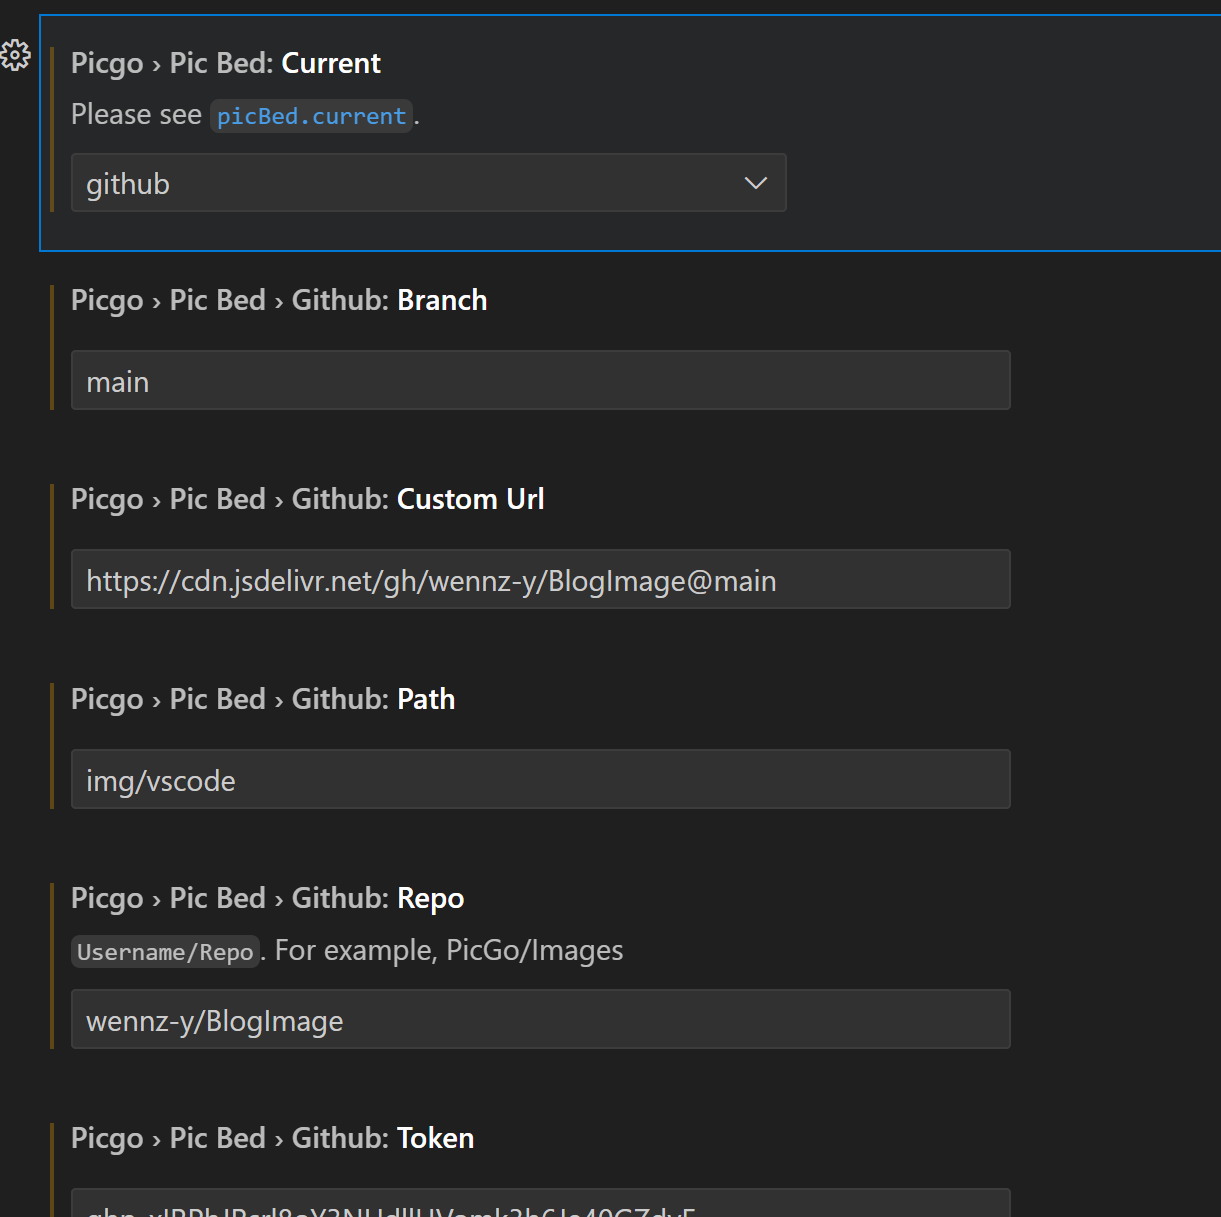 Picgo › Pic Bed: Current
Please see picBed.current.
github
Picgo › Pic Bed › Github: Branch
main
Picgo › Pic Bed › Github: Custom Url
https://cdn.jsdelivr.net/gh/wennz-y/BlogImage@main
Picgo › Pic Bed › Github: Path
img/vscode
Picgo › Pic Bed › Github: Repo
Username/Repo. For example, PicGo/Images
wennz-y/BlogImage
Picgo › Pic Bed › Github: Token